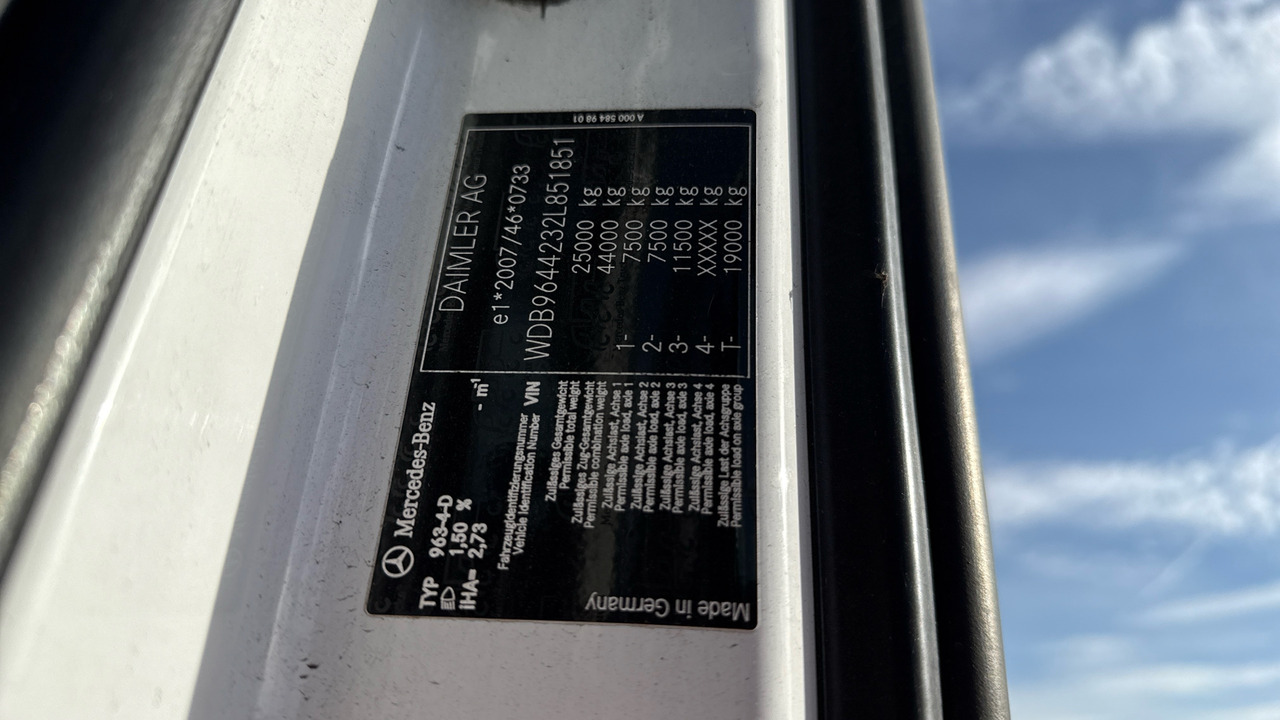 Mercedes-Benz
DAIMLER AG
TYP 963-4-D - m¹
1,50 % e1*2007/46*0733
iHA= 2,73
Fahrzeugidentifizierungsnummer
Vehicle Identification Number VIN WDB9644232L851851
Zulässiges Gesamtgewicht
Permissible total weight 25000 kg
Zulässiges Zug-Gesamtgewicht
Permissible combination weight 44000 kg
Zulässige Achslast, Achse 1
Permissible axle load, axle 1 1- 7500 kg
Zulässige Achslast, Achse 2
Permissible axle load, axle 2 2- 7500 kg
Zulässige Achslast, Achse 3
Permissible axle load, axle 3 3- 11500 kg
Zulässige Achslast, Achse 4
Permissible axle load, axle 4 4- XXXXX kg
Zulässige Last der Achsgruppe
Permissible load on axle group T- 19000 kg
Made in Germany
A 000 584 98 01